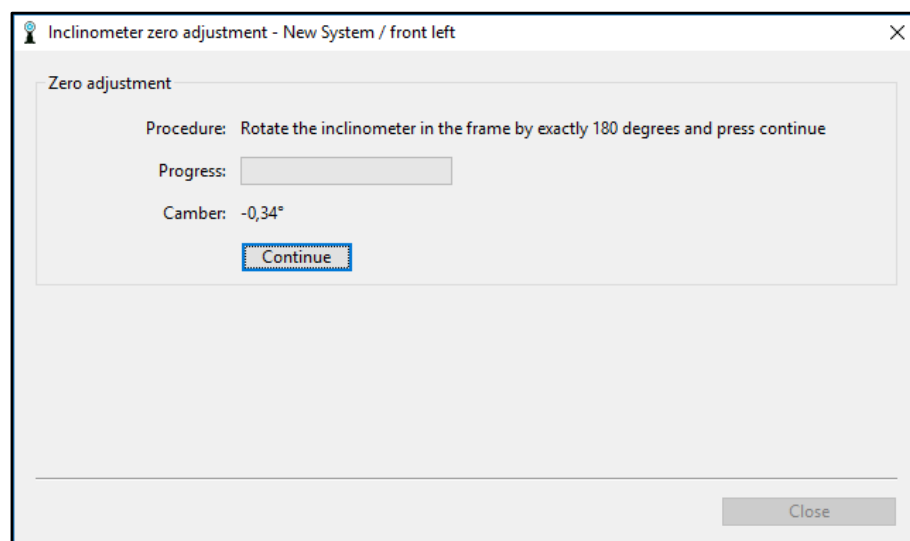 Inclinometer zero adjustment - New System / front left
Zero adjustment
Procedure: Rotate the inclinometer in the frame by exactly 180 degrees and press continue
Progress:
Camber: -0,34°
Continue
Close